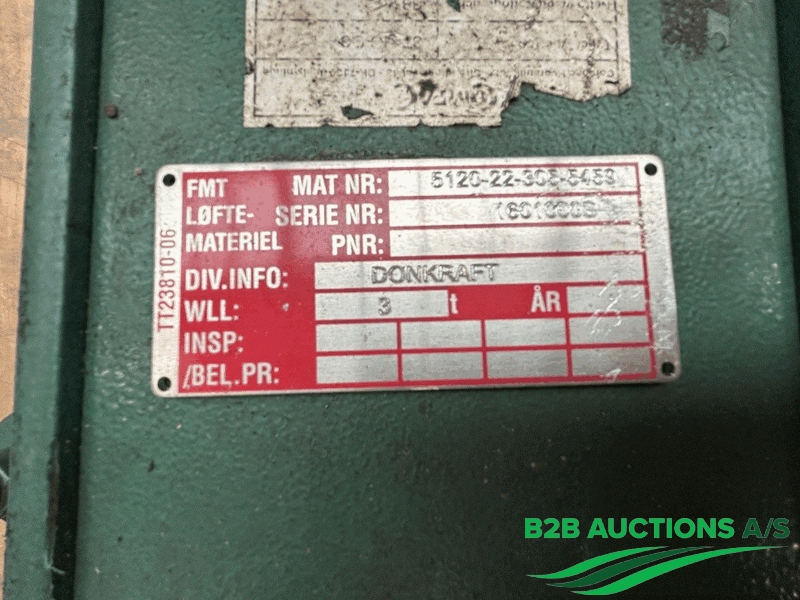 FMT MAT NR: 5120-22-305-5453
LØFTE- SERIE NR:
MATERIEL PNR:
DIV.INFO: DONKRAFT
WLL: 3 t ÅR
INSP:
/BEL.PR:
TT23810-06
B2B AUCTIONS A/S